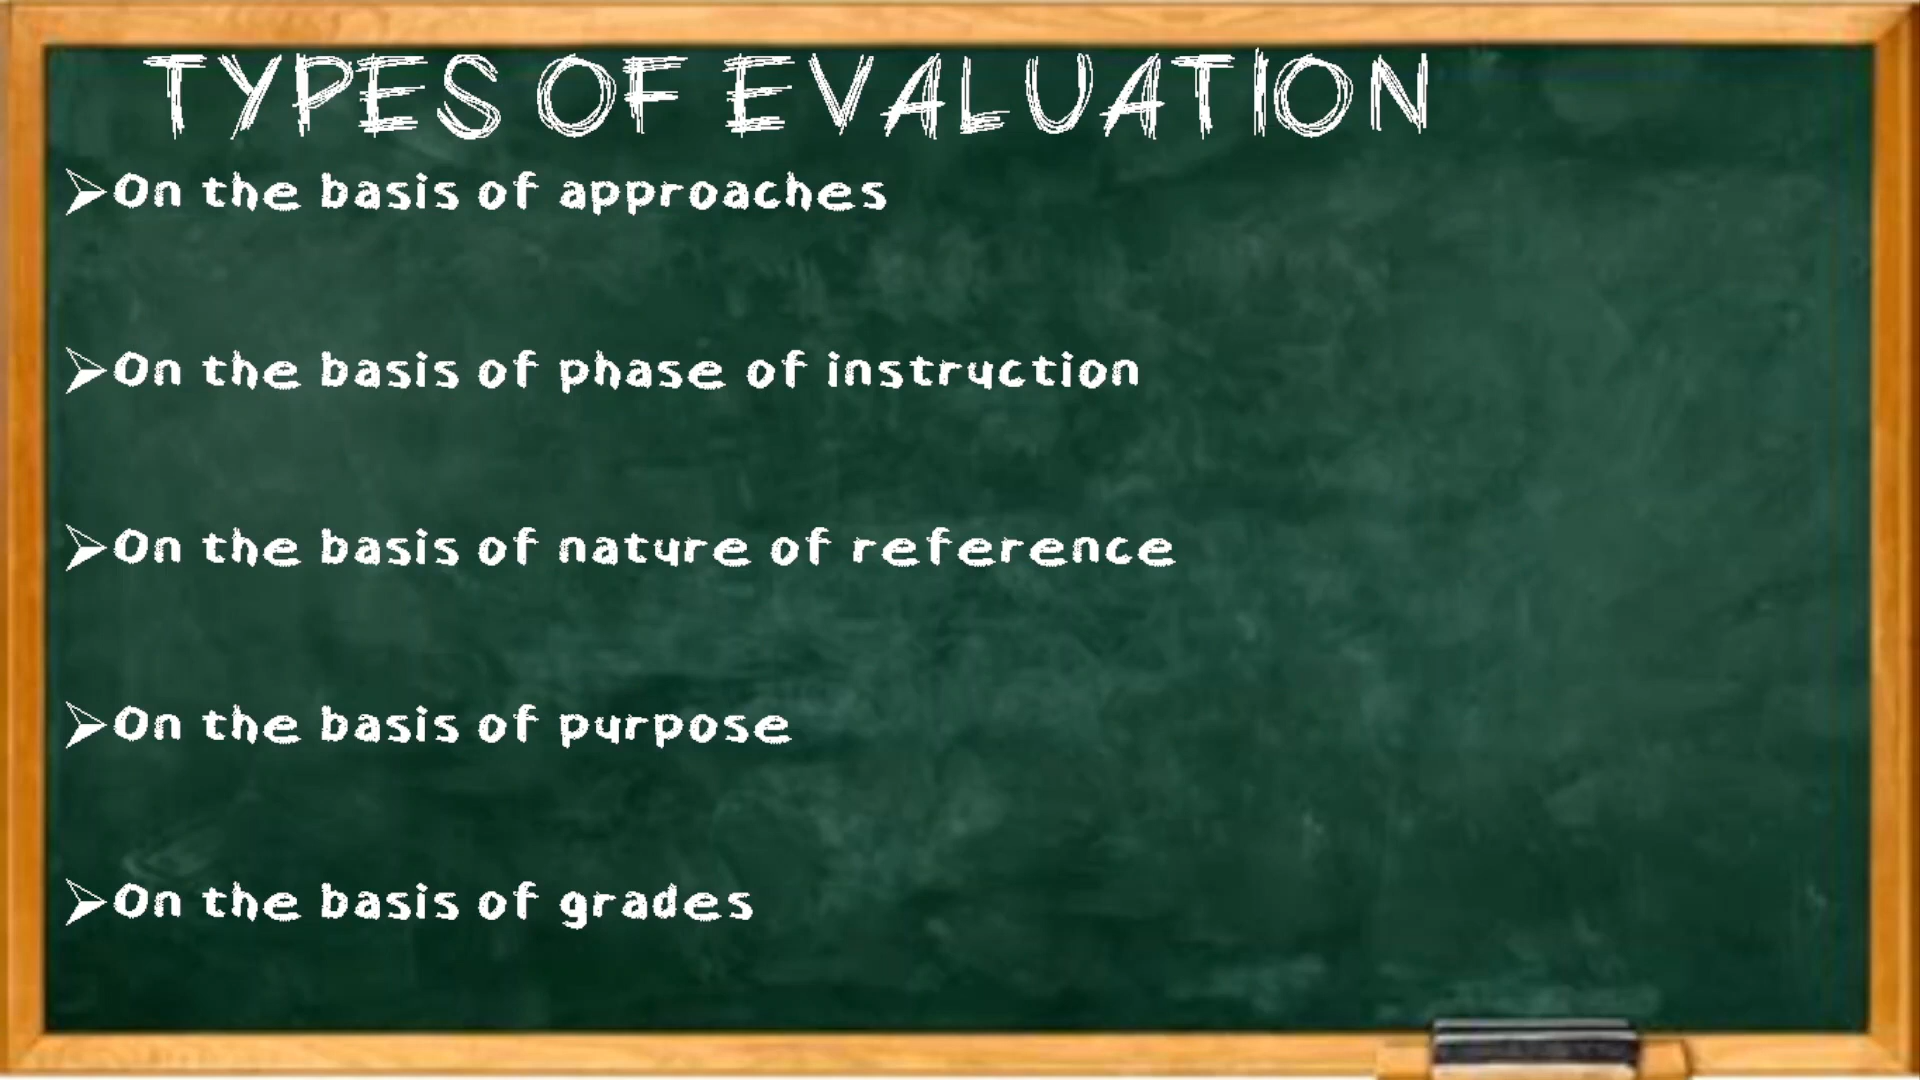 TYPES OF EVALUATION
➢On the basis of approaches
➢On the basis of phase of instruction
➢On the basis of nature of reference
➢On the basis of purpose
➢On the basis of grades